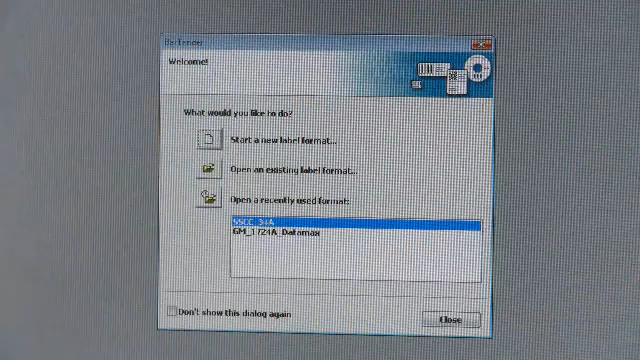 BarTender
Welcome!
What would you like to do?
Start a new label format...
Open an existing label format...
Open a recently used format:
SSCC_34A
GM_1724A_Datamax
Don't show this dialog again
Close